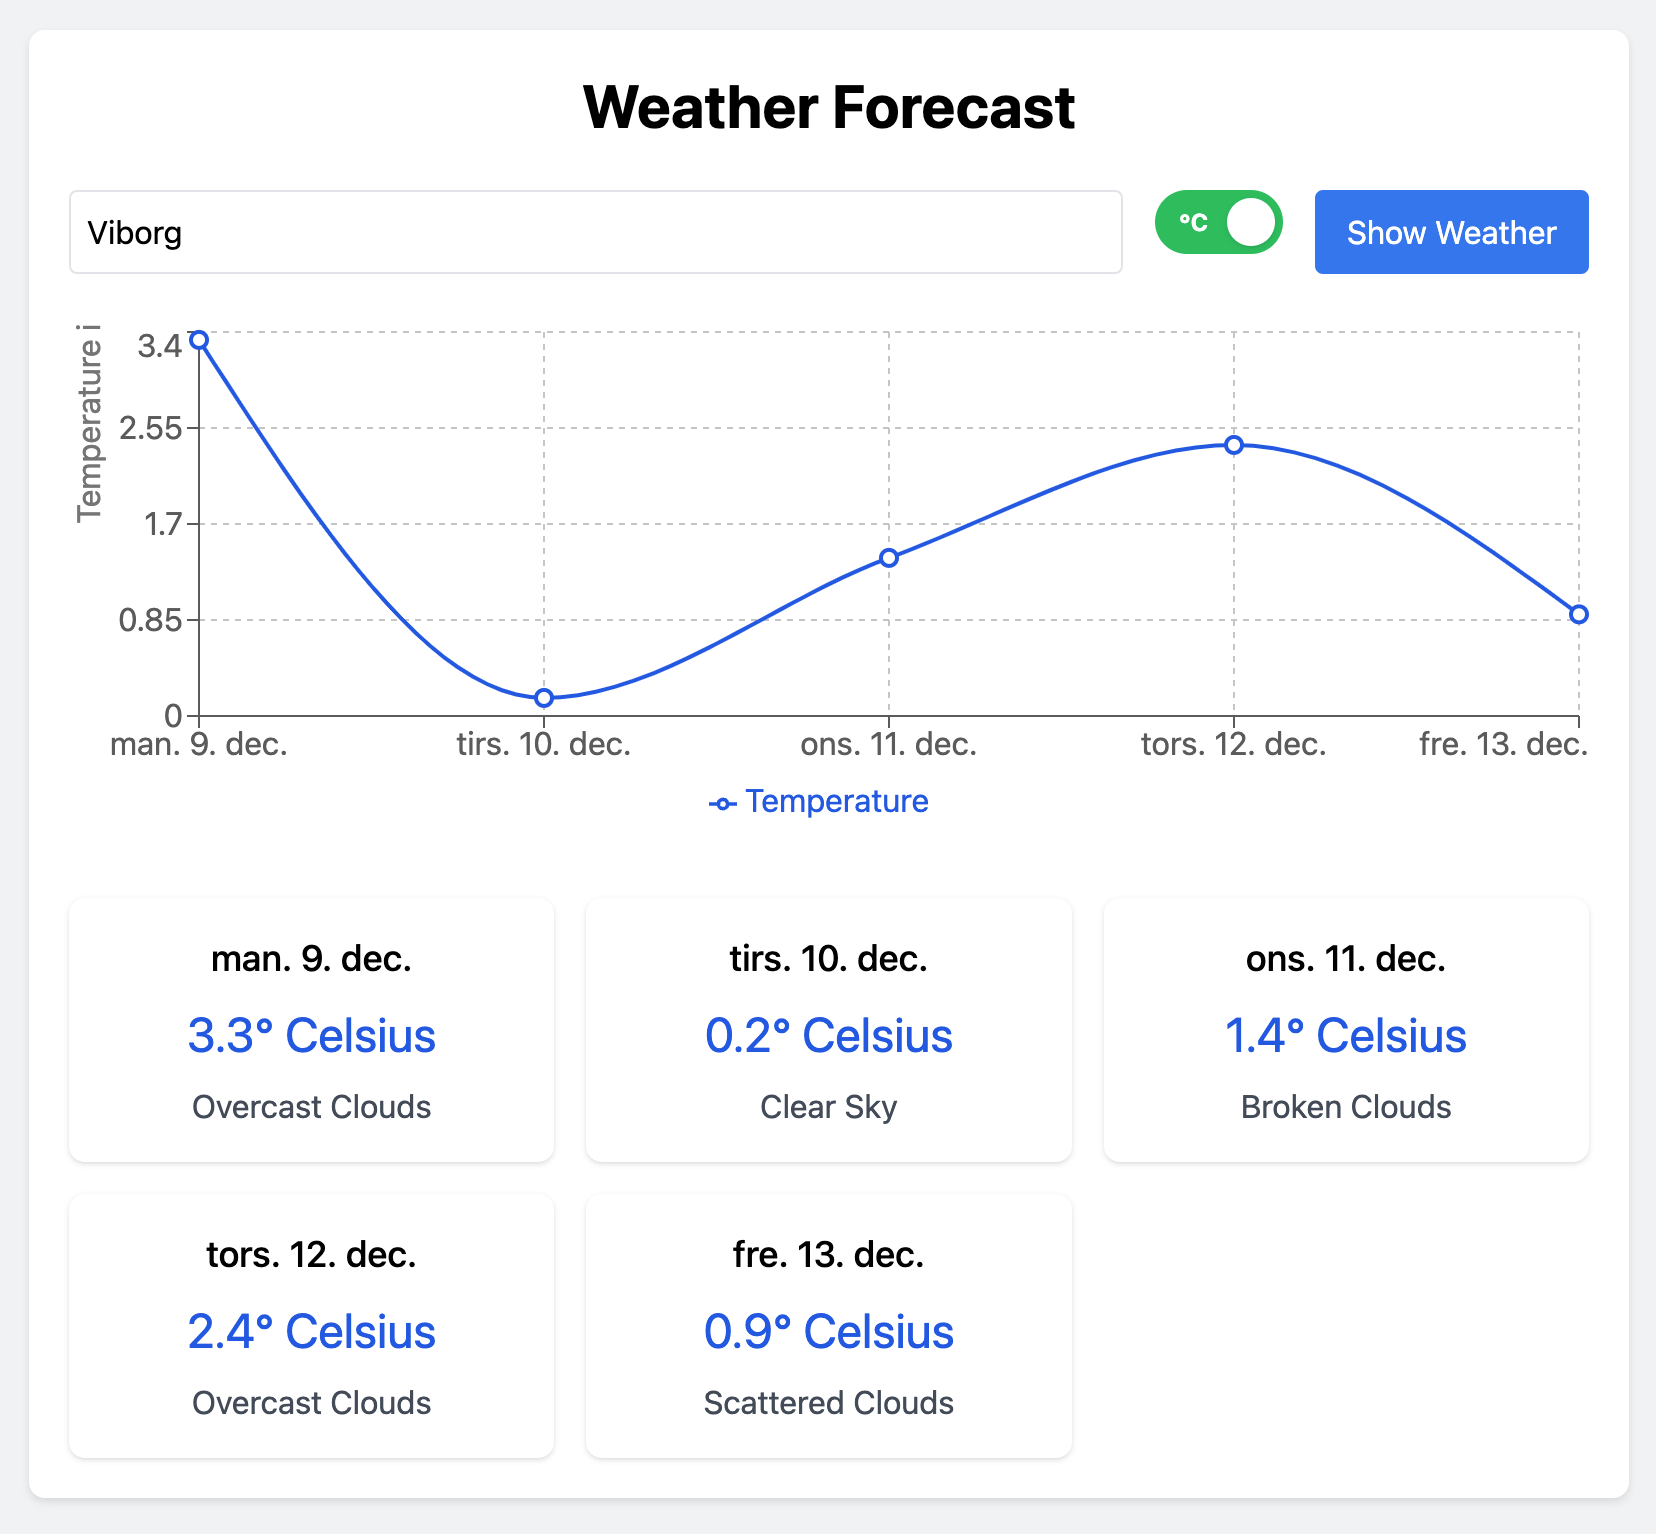 Weather Forecast
Viborg
°C
Show Weather
Temperature i
3.4
2.55
1.7
0.85
0
man. 9. dec.
tirs. 10. dec.
ons. 11. dec.
tors. 12. dec.
fre. 13. dec.
Temperature
man. 9. dec.
3.3° Celsius
Overcast Clouds
tirs. 10. dec.
0.2° Celsius
Clear Sky
ons. 11. dec.
1.4° Celsius
Broken Clouds
tors. 12. dec.
2.4° Celsius
Overcast Clouds
fre. 13. dec.
0.9° Celsius
Scattered Clouds